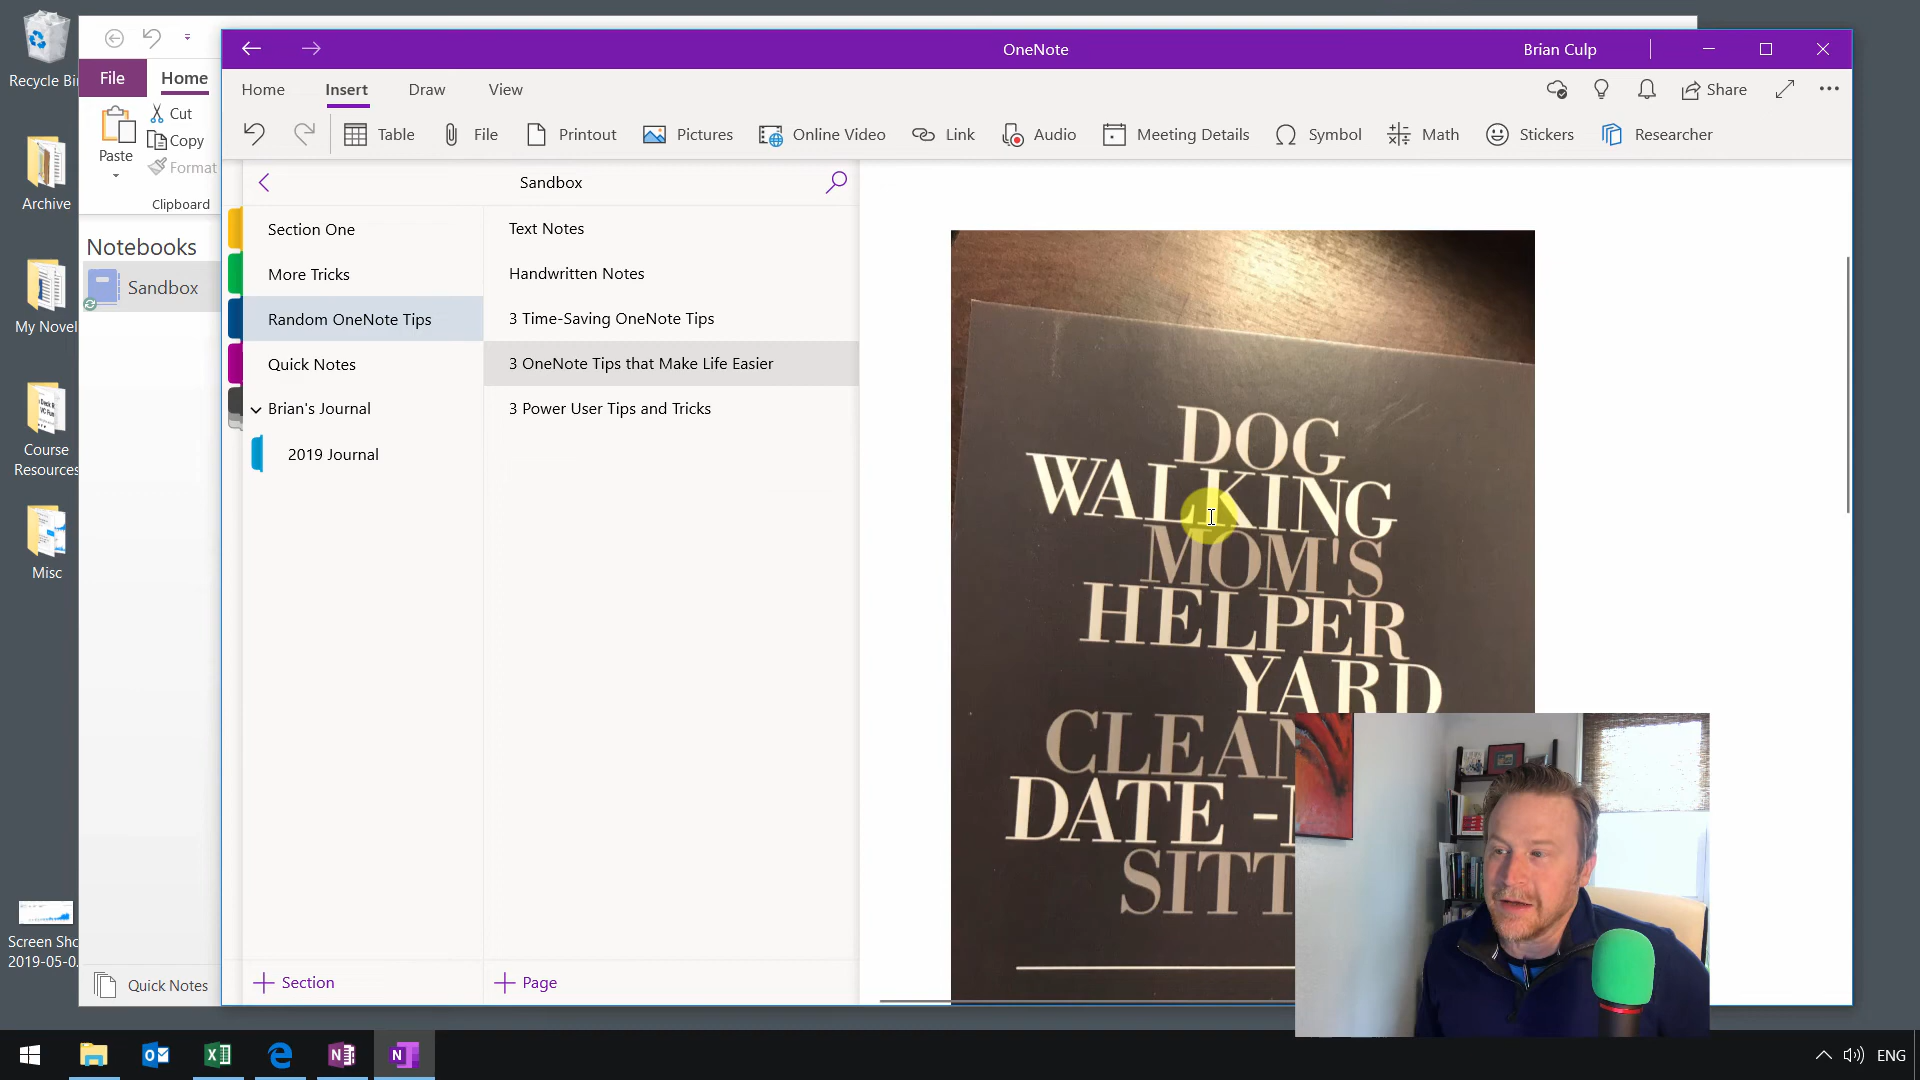 Recycle Bi
Archive
My Novel
Course
Resources
Misc
Screen Sho
2019-05-0
File
Home
Paste
Cut
Copy
Format
Clipboard
Notebooks
Sandbox
Quick Notes
OneNote
Brian Culp
Home
Insert
Draw
View
Share
Table
File
Printout
Pictures
Online Video
Link
Audio
Meeting Details
Symbol
Math
Stickers
Researcher
Sandbox
Section One
More Tricks
Random OneNote Tips
Quick Notes
Brian's Journal
2019 Journal
+ Section
Text Notes
Handwritten Notes
3 Time-Saving OneNote Tips
3 OneNote Tips that Make Life Easier
3 Power User Tips and Tricks
+ Page
DOG
WALKING
MOM'S
HELPER
YARD
CLEAN
DATE -
SITT
ENG